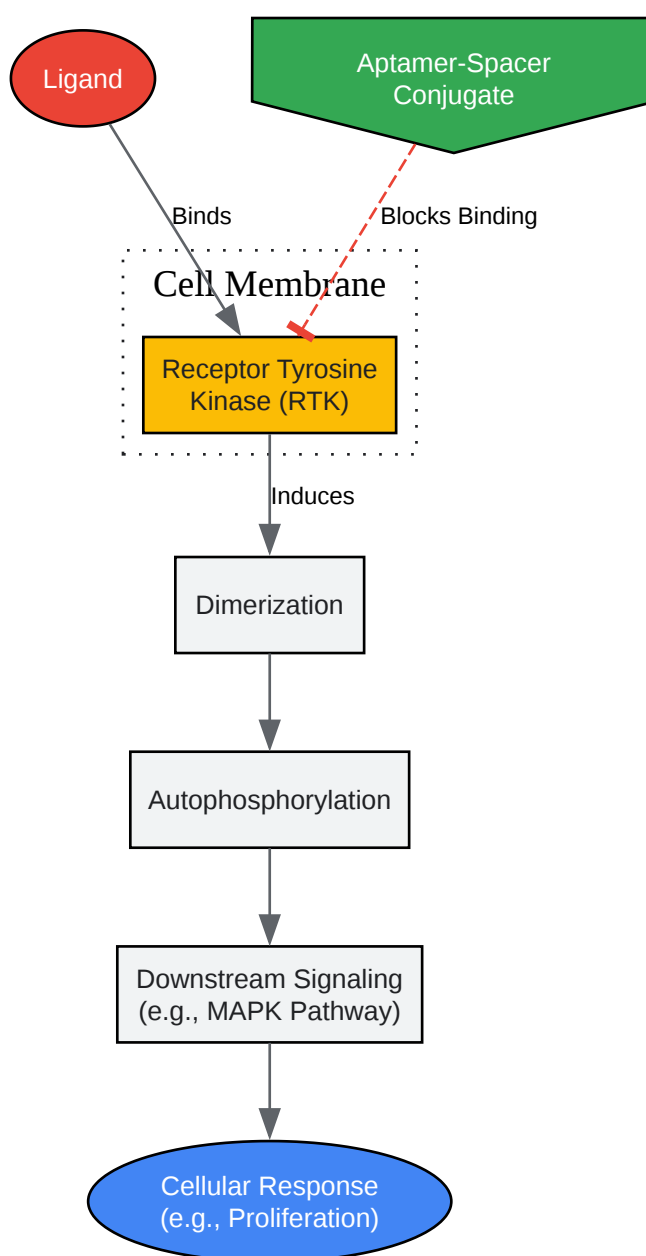 Ligand
Aptamer-Spacer
Conjugate
Binds
Blocks Binding
Cell Membrane
Receptor Tyrosine
Kinase (RTK)
Induces
Dimerization
Autophosphorylation
Downstream Signaling
(e.g., MAPK Pathway)
Cellular Response
(e.g., Proliferation)